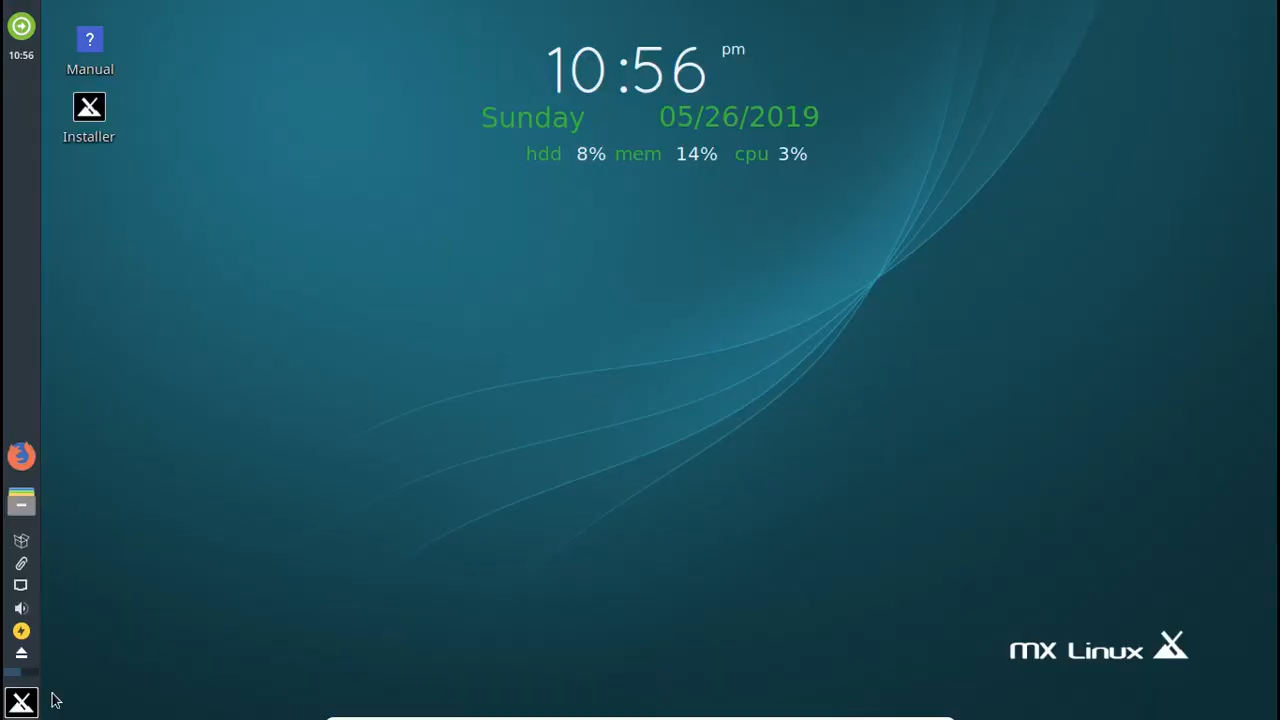 10:56
?
Manual
Installer
10:56 pm
Sunday 05/26/2019
hdd 8% mem 14% cpu 3%
mx Linux